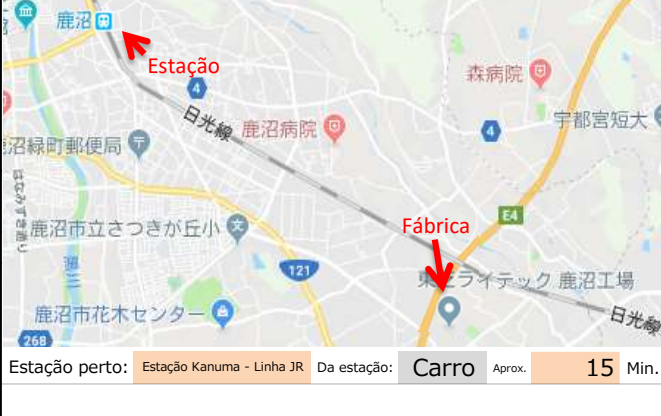 鹿沼
Estação
4
森病院
日光線
鹿沼病院
4
宇都宮短大
沼緑町郵便局
E4
鹿沼市立さつきが丘小
Fábrica
121
ライテック 鹿沼工場
鹿沼市花木センター
日光線
268
Estação perto: Estação Kanuma - Linha JR Da estação: Carro Aprox. 15 Min.